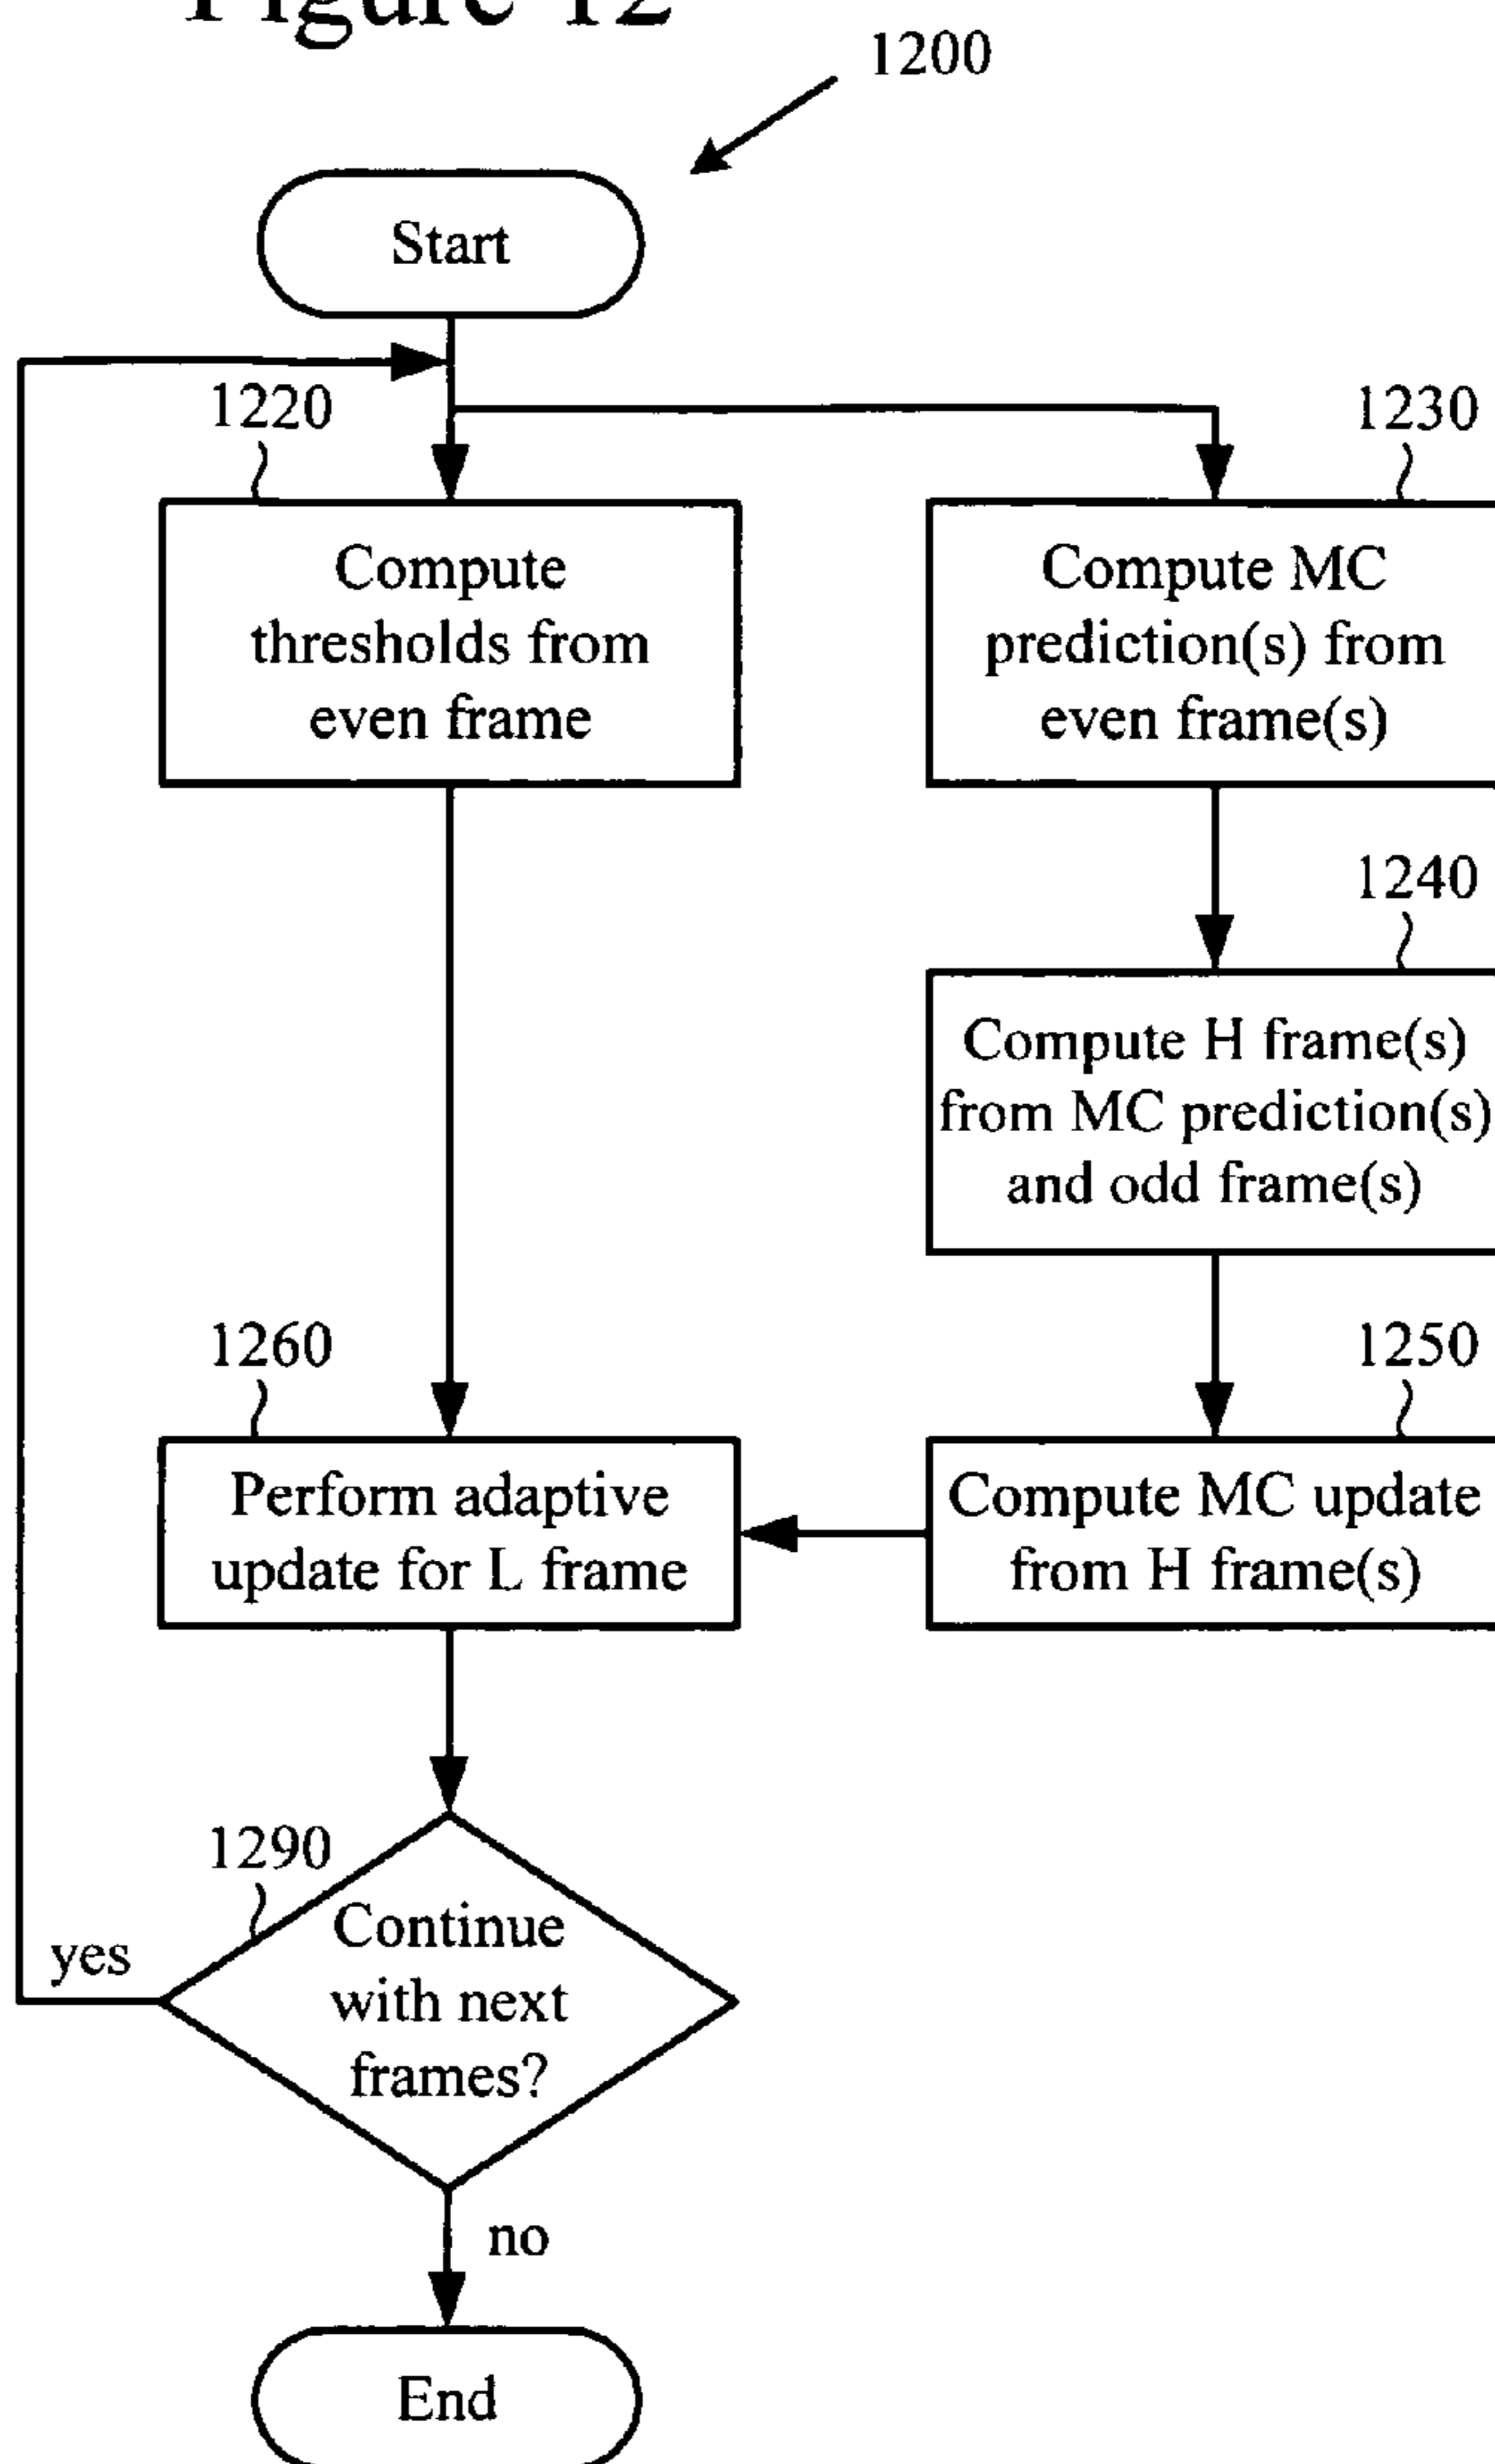 Figure 12
1200
Start
1220
1230
Compute
thresholds from
even frame
Compute MC
prediction(s) from
even frame(s)
1240
Compute H frame(s)
from MC prediction(s)
and odd frame(s)
1260
1250
Perform adaptive
update for L frame
Compute MC update
from H frame(s)
1290
Continue
with next
frames?
yes
no
End